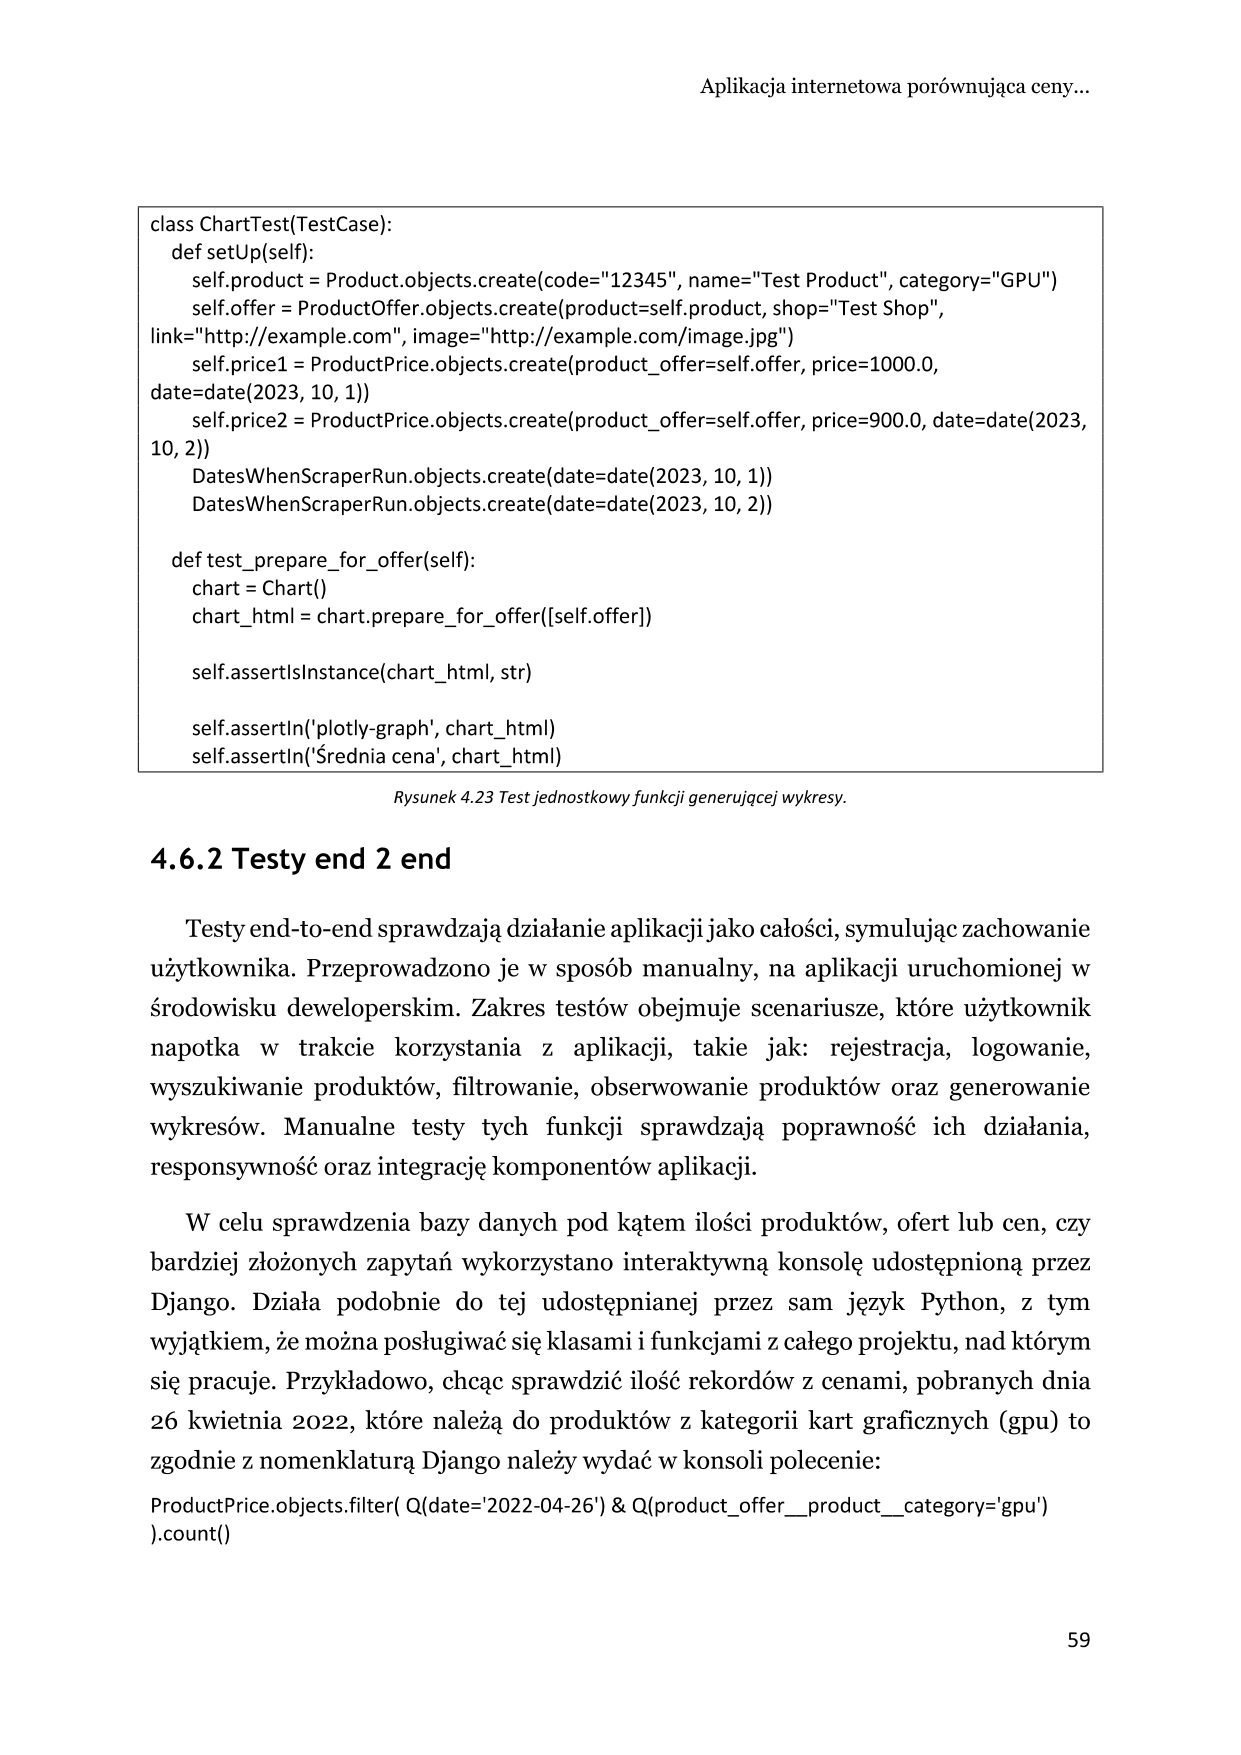 Aplikacja internetowa porównująca ceny...
class ChartTest(TestCase):
def setUp(self):
self.product = Product.objects.create(code="12345", name="Test Product", category="GPU")
self.offer = ProductOffer.objects.create(product=self.product, shop="Test Shop",
link="http://example.com", image="http://example.com/image.jpg")
self.price1 = ProductPrice.objects.create(product_offer=self.offer, price=1000.0,
date=date(2023, 10, 1))
self.price2 = ProductPrice.objects.create(product_offer=self.offer, price=900.0, date=date(2023,
10, 2))
DatesWhenScraperRun.objects.create(date=date(2023, 10, 1))
DatesWhenScraperRun.objects.create(date=date(2023, 10, 2))
def test_prepare_for_offer(self):
chart = Chart()
chart_html = chart.prepare_for_offer([self.offer])
self.assertIsInstance(chart_html, str)
self.assertIn('plotly-graph', chart_html)
self.assertIn('Średnia cena', chart_html)
Rysunek 4.23 Test jednostkowy funkcji generującej wykresy.
4.6.2 Testy end 2 end
Testy end-to-end sprawdzają działanie aplikacji jako całości, symulując zachowanie
użytkownika. Przeprowadzono je w sposób manualny, na aplikacji uruchomionej w
środowisku deweloperskim. Zakres testów obejmuje scenariusze, które użytkownik
napotka w trakcie korzystania z aplikacji, takie jak: rejestracja, logowanie,
wyszukiwanie produktów, filtrowanie, obserwowanie produktów oraz generowanie
wykresów. Manualne testy tych funkcji sprawdzają poprawność ich działania,
responsywność oraz integrację komponentów aplikacji.
W celu sprawdzenia bazy danych pod kątem ilości produktów, ofert lub cen, czy
bardziej złożonych zapytań wykorzystano interaktywną konsolę udostępnioną przez
Django. Działa podobnie do tej udostępnianej przez sam język Python, z tym
wyjątkiem, że można posługiwać się klasami i funkcjami z całego projektu, nad którym
się pracuje. Przykładowo, chcąc sprawdzić ilość rekordów z cenami, pobranych dnia
26 kwietnia 2022, które należą do produktów z kategorii kart graficznych (gpu) to
zgodnie z nomenklaturą Django należy wydać w konsoli polecenie:
ProductPrice.objects.filter( Q(date='2022-04-26') & Q(product_offer__product__category='gpu')
).count()
59